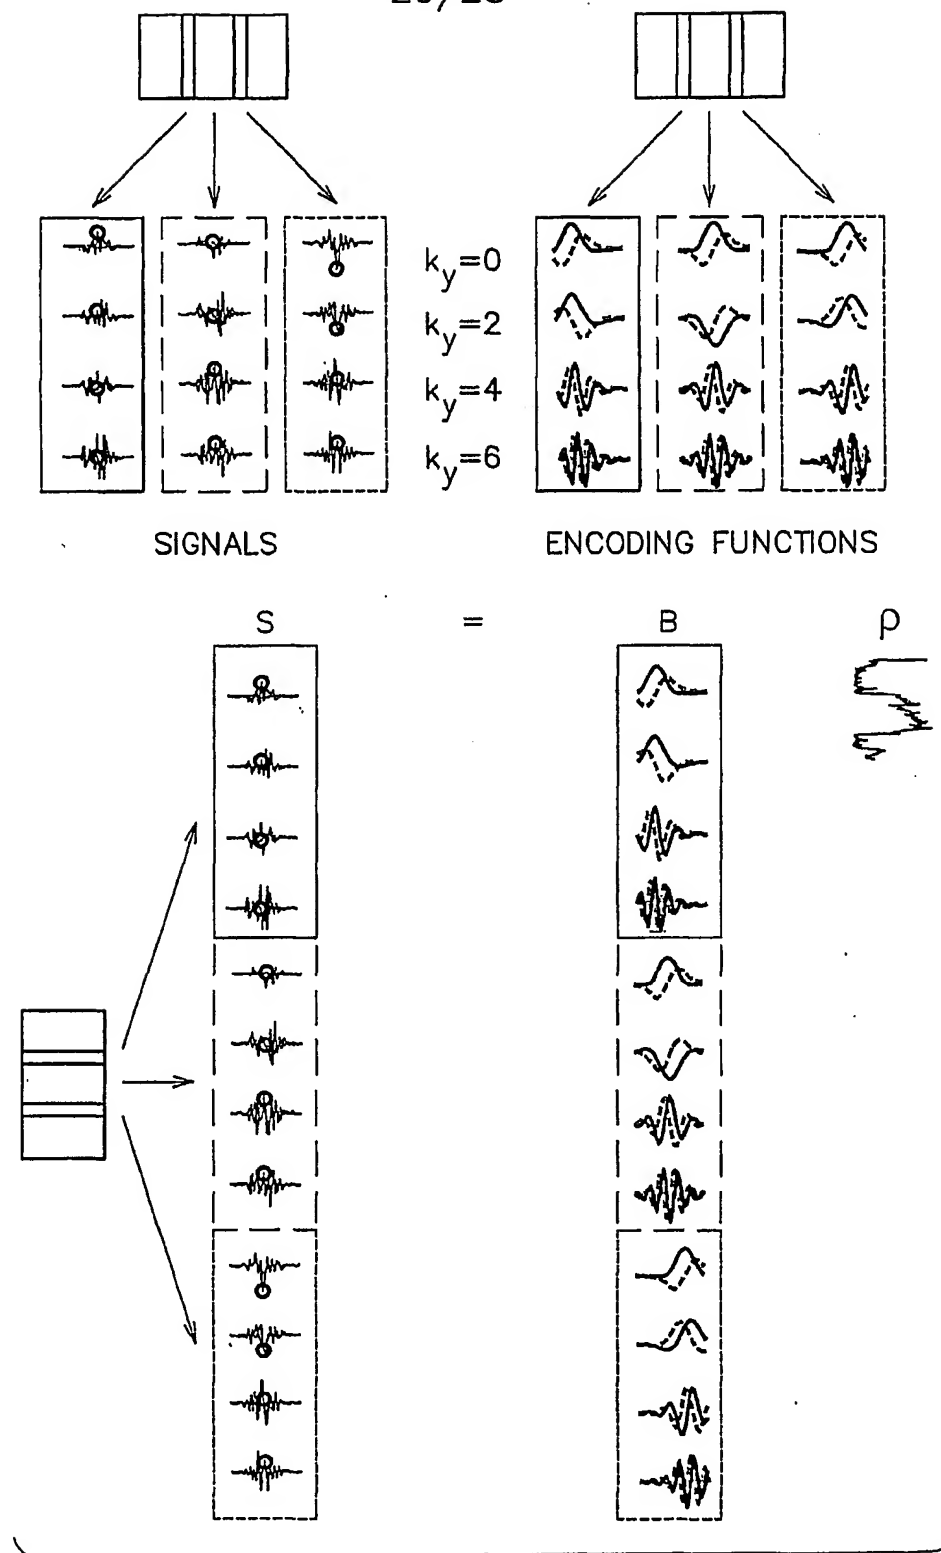 SIGNALS
ENCODING FUNCTIONS
k_y=0
k_y=2
k_y=4
k_y=6
S = B ρ